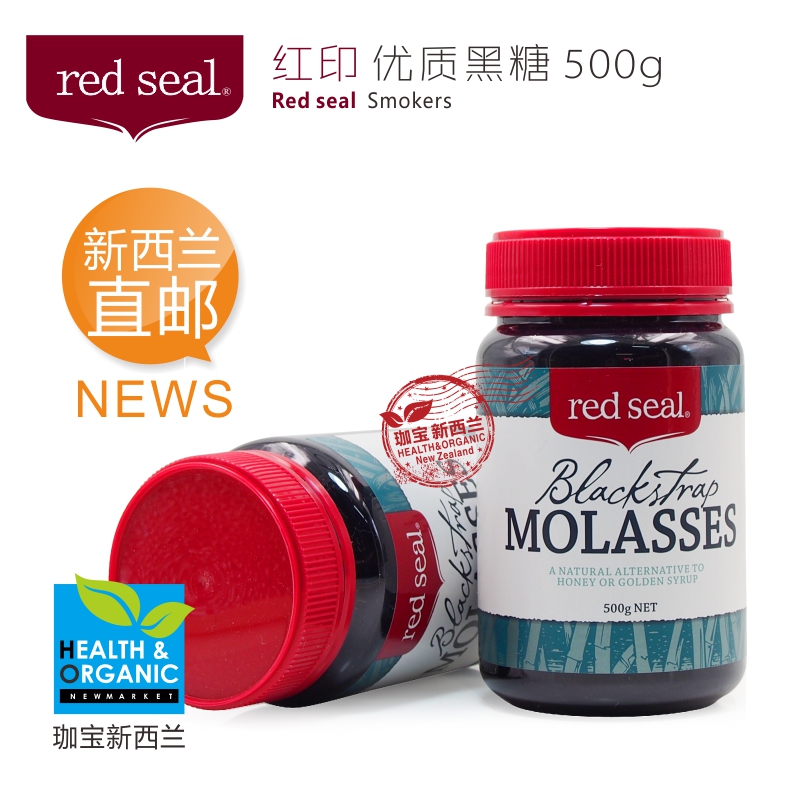 red seal®
红印 优质黑糖 500g
Red seal Smokers
新西兰
直邮
NEWS
珈宝新西兰
HEALTH&ORGANIC
New Zealand
red seal®
Blackstrap
MOLASSES
A NATURAL ALTERNATIVE TO
HONEY OR GOLDEN SYRUP
500g NET
red seal®
Blackstrap
HEALTH &
ORGANIC
NEWMARKET
珈宝新西兰